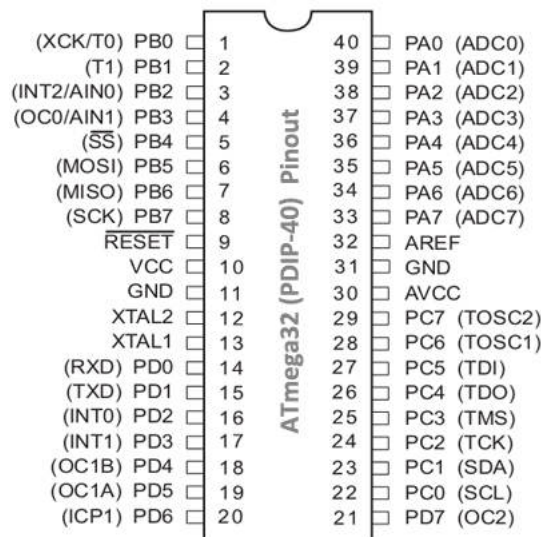 (XCK/T0) PB0 1 40 PA0 (ADC0)
(T1) PB1 2 39 PA1 (ADC1)
(INT2/AIN0) PB2 3 38 PA2 (ADC2)
(OC0/AIN1) PB3 4 37 PA3 (ADC3)
(SS) PB4 5 36 PA4 (ADC4)
(MOSI) PB5 6 35 PA5 (ADC5)
(MISO) PB6 7 34 PA6 (ADC6)
(SCK) PB7 8 33 PA7 (ADC7)
RESET 9 32 AREF
VCC 10 31 GND
GND 11 30 AVCC
XTAL2 12 29 PC7 (TOSC2)
XTAL1 13 28 PC6 (TOSC1)
(RXD) PD0 14 27 PC5 (TDI)
(TXD) PD1 15 26 PC4 (TDO)
(INT0) PD2 16 25 PC3 (TMS)
(INT1) PD3 17 24 PC2 (TCK)
(OC1B) PD4 18 23 PC1 (SDA)
(OC1A) PD5 19 22 PC0 (SCL)
(ICP1) PD6 20 21 PD7 (OC2)
ATmega32 (PDIP-40) Pinout